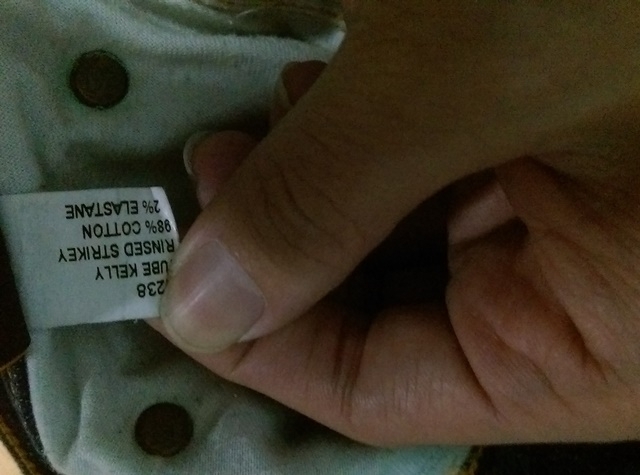 238
UBE KELLY
RINSED STRIKEY
98% COTTON
2% ELASTANE